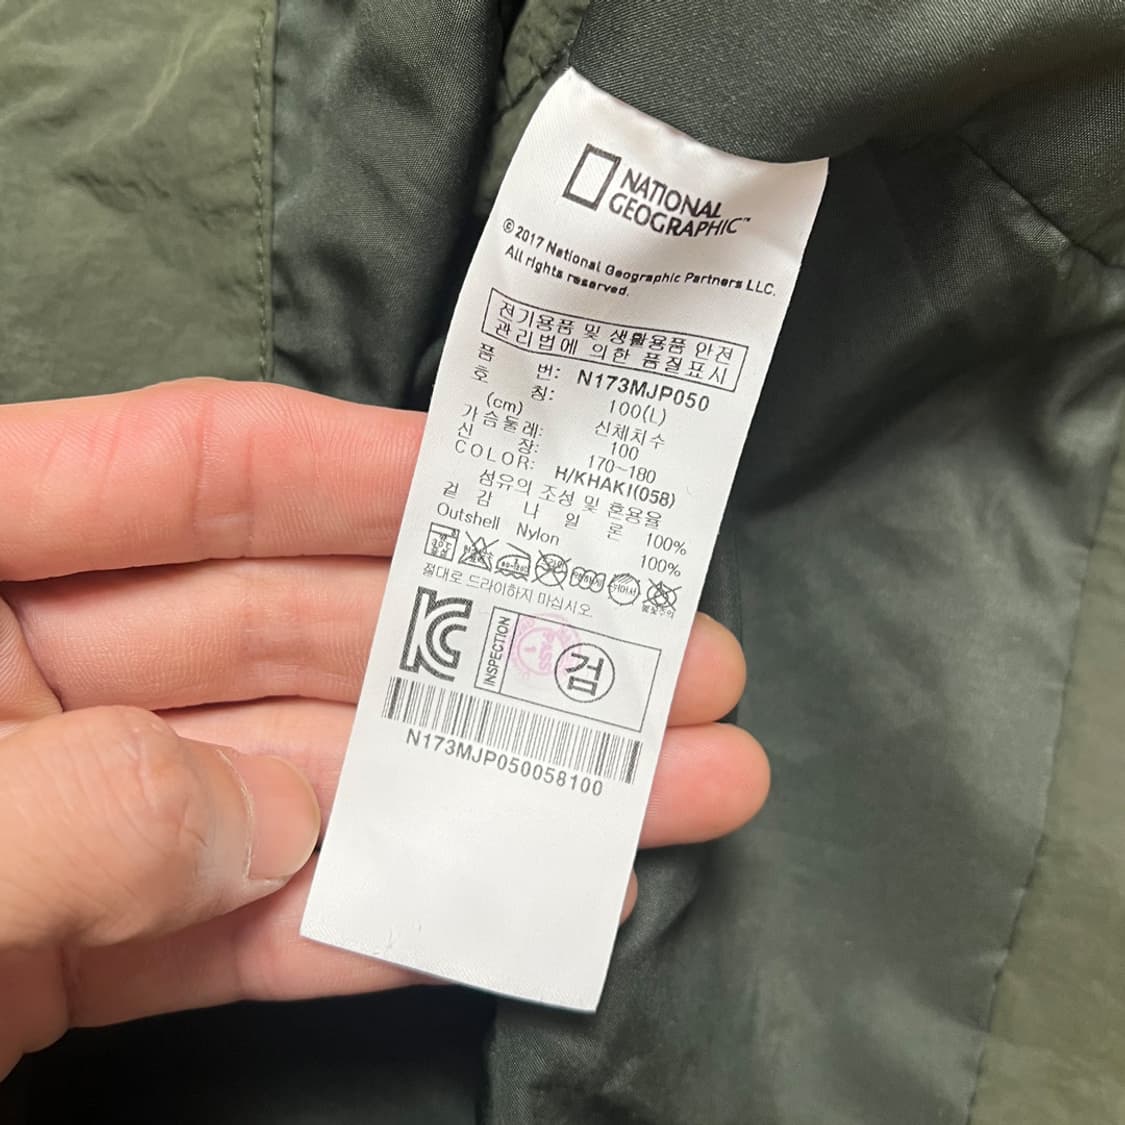 NATIONAL
GEOGRAPHIC™
© 2017 National Geographic Partners LLC.
All rights reserved.
전기용품 및 생활용품 안전
관리법에 의한 품질표시
품 번: N173MJP050
호 칭: 100(L)
(cm) 신체치수
가슴둘레: 100
신 장: 170~180
COLOR: H/KHAKI(058)
섬유의 조성 및 혼용율
겉 감 나 일 론 100%
Outshell Nylon 100%
절대로 드라이하지 마십시오.
INSPECTION
PASS
1
검
N173MJP050058100